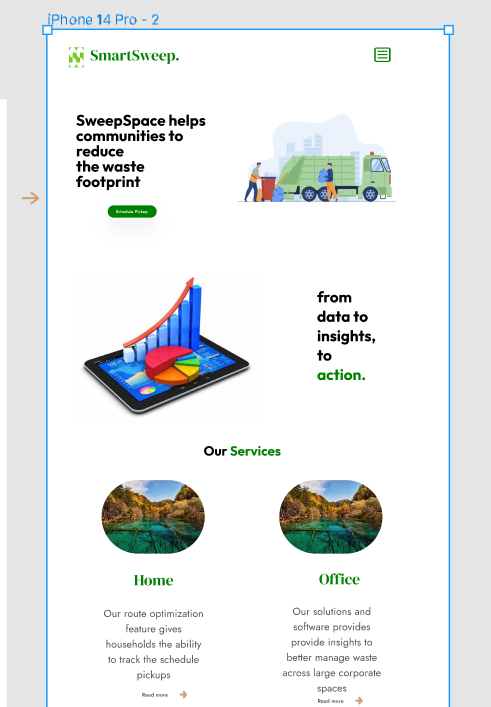 iPhone 14 Pro - 2
SmartSweep.
SweepSpace helps
communities to
reduce
the waste
footprint
Schedule Pickup
from
data to
insights,
to
action.
Our Services
Home
Our route optimization
feature gives
households the ability
to track the schedule
pickups
Read more
Office
Our solutions and
software provides
provide insights to
better manage waste
across large corporate
spaces
Read more